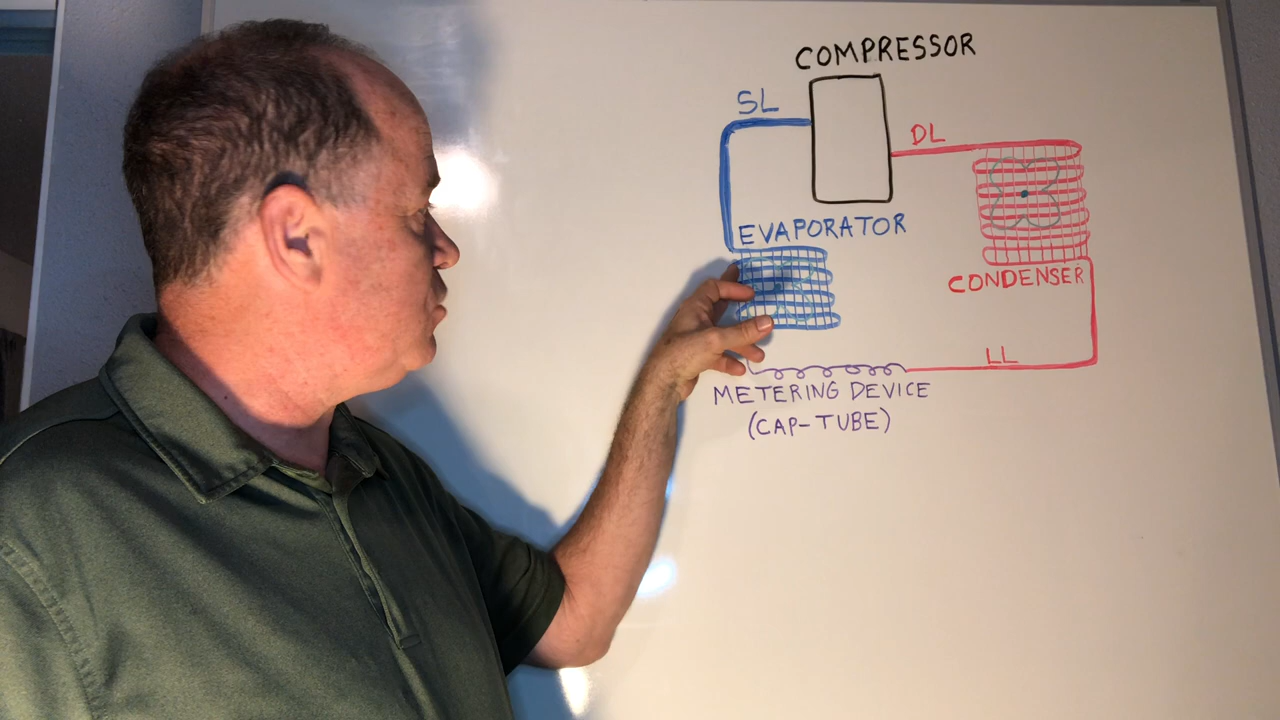 COMPRESSOR
SL
DL
EVAPORATOR
CONDENSER
LL
METERING DEVICE
(CAP-TUBE)